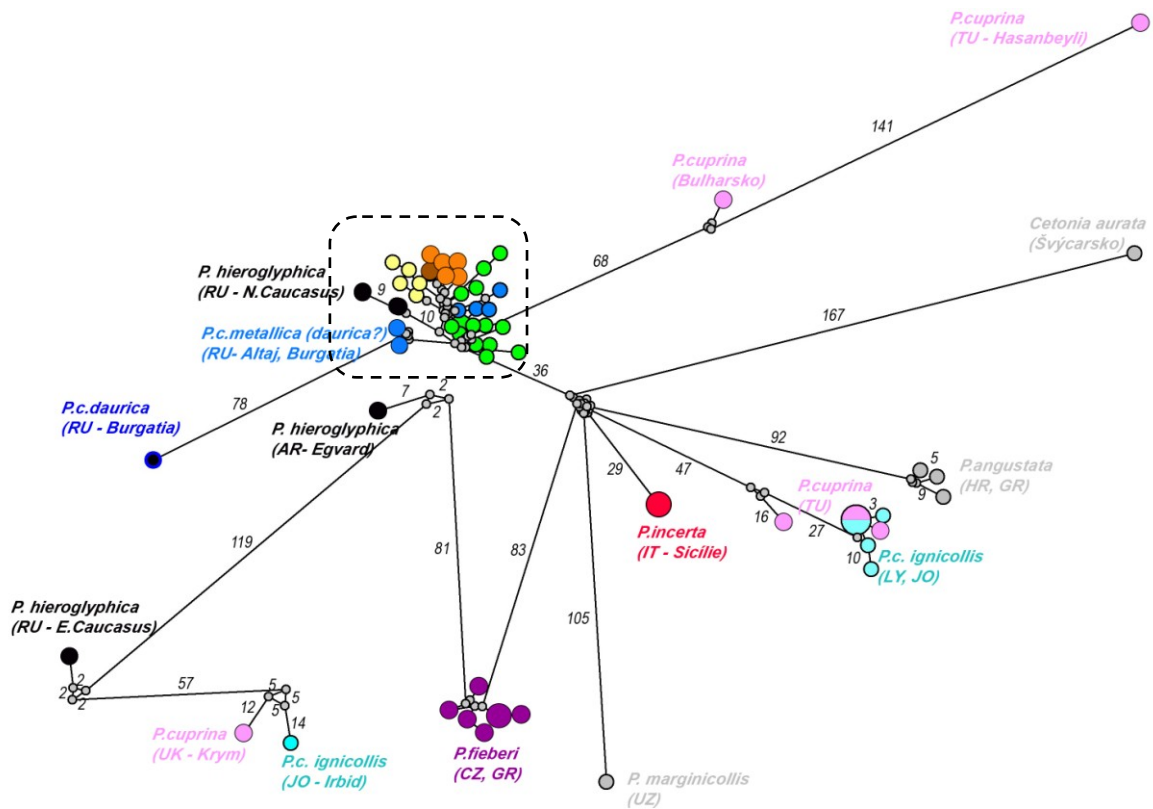 P.cuprina
(TU - Hasanbeyli)
141
P.cuprina
(Bulharsko)
Cetonia aurata
(Švýcarsko)
68
P. hieroglyphica
(RU - N.Caucasus)
9
10
167
P.c.metallica (daurica?)
(RU- Altaj, Burgatia)
36
7
2
2
78
P.c.daurica
(RU - Burgatia)
P. hieroglyphica
(AR- Egvard)
92
5
P.angustata
(HR, GR)
9
29
47
P.cuprina
(TU)
16
3
27
10
P.incerta
(IT - Sicílie)
P.c. ignicollis
(LY, JO)
119
81
83
105
P. hieroglyphica
(RU - E.Caucasus)
2
2
2
57
5
5
5
12
14
P.cuprina
(UK - Krym)
P.c. ignicollis
(JO - Irbid)
P.fieberi
(CZ, GR)
P. marginicollis
(UZ)